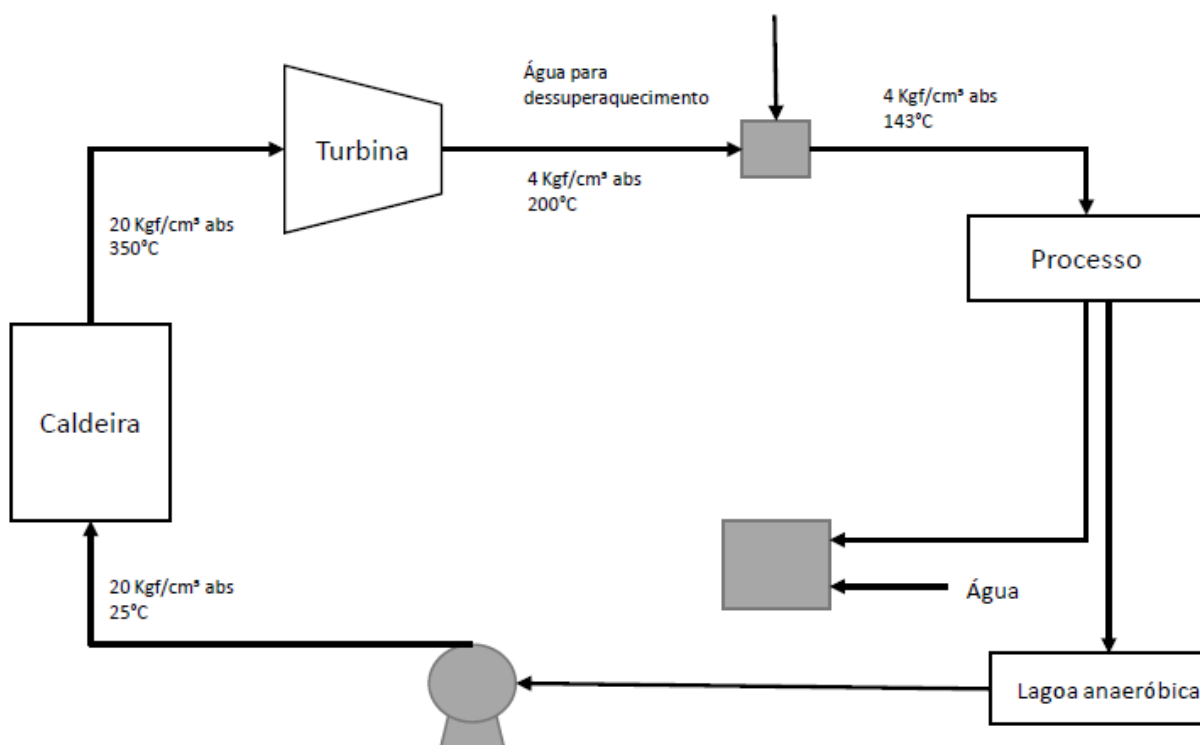 Água para
dessuperaquecimento
4 Kgf/cm³ abs
143°C
Turbina
4 Kgf/cm³ abs
200°C
20 Kgf/cm³ abs
350°C
Processo
Caldeira
20 Kgf/cm³ abs
25°C
Água
Lagoa anaeróbica